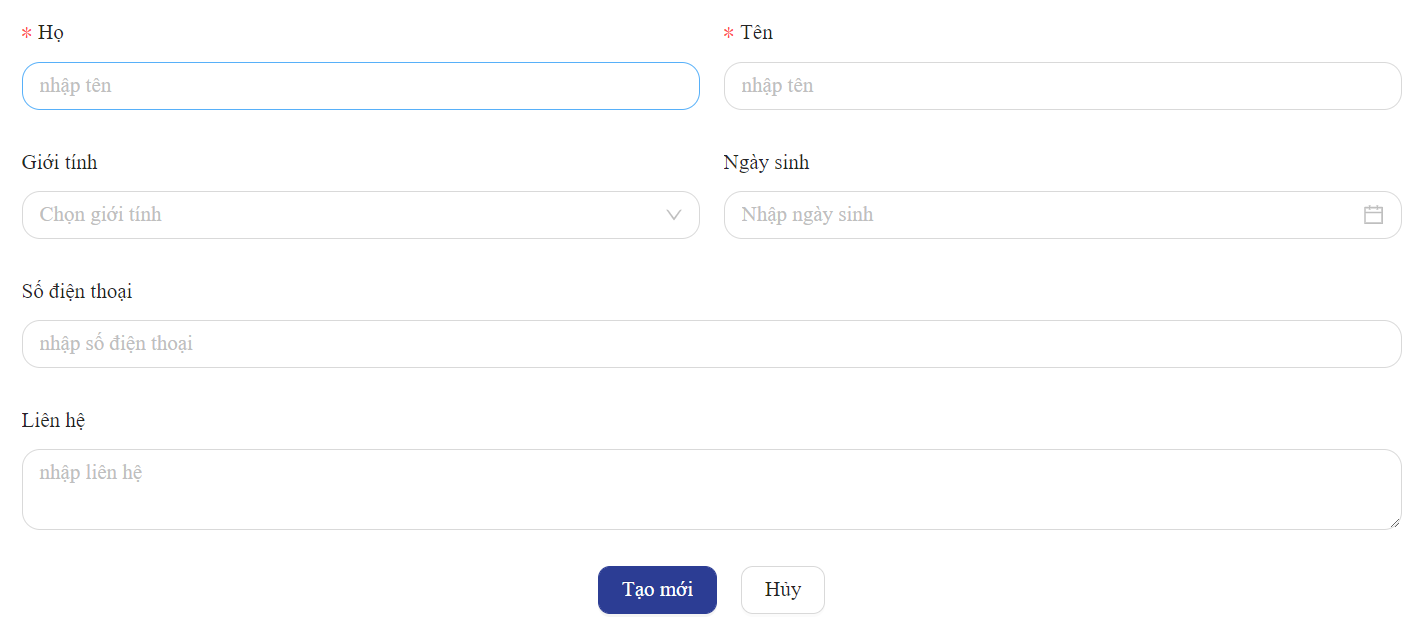 * Họ
* Tên
nhập tên
nhập tên
Giới tính
Ngày sinh
Chọn giới tính
Nhập ngày sinh
Số điện thoại
nhập số điện thoại
Liên hệ
nhập liên hệ
Tạo mới
Hủy